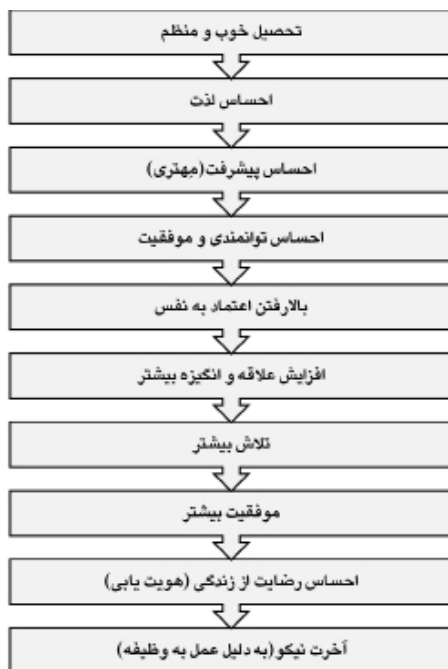 تحصیل خوب و منظم
احساس لذت
احساس پیشرفت(مِهتری)
احساس توانمندی و موفقیت
بالارفتن اعتماد به نفس
افزایش علاقه و انگیزه بیشتر
تلاش بیشتر
موفقیت بیشتر
احساس رضایت از زندگی (هویت یابی)
آخرت نیکو(به دلیل عمل به وظیفه)